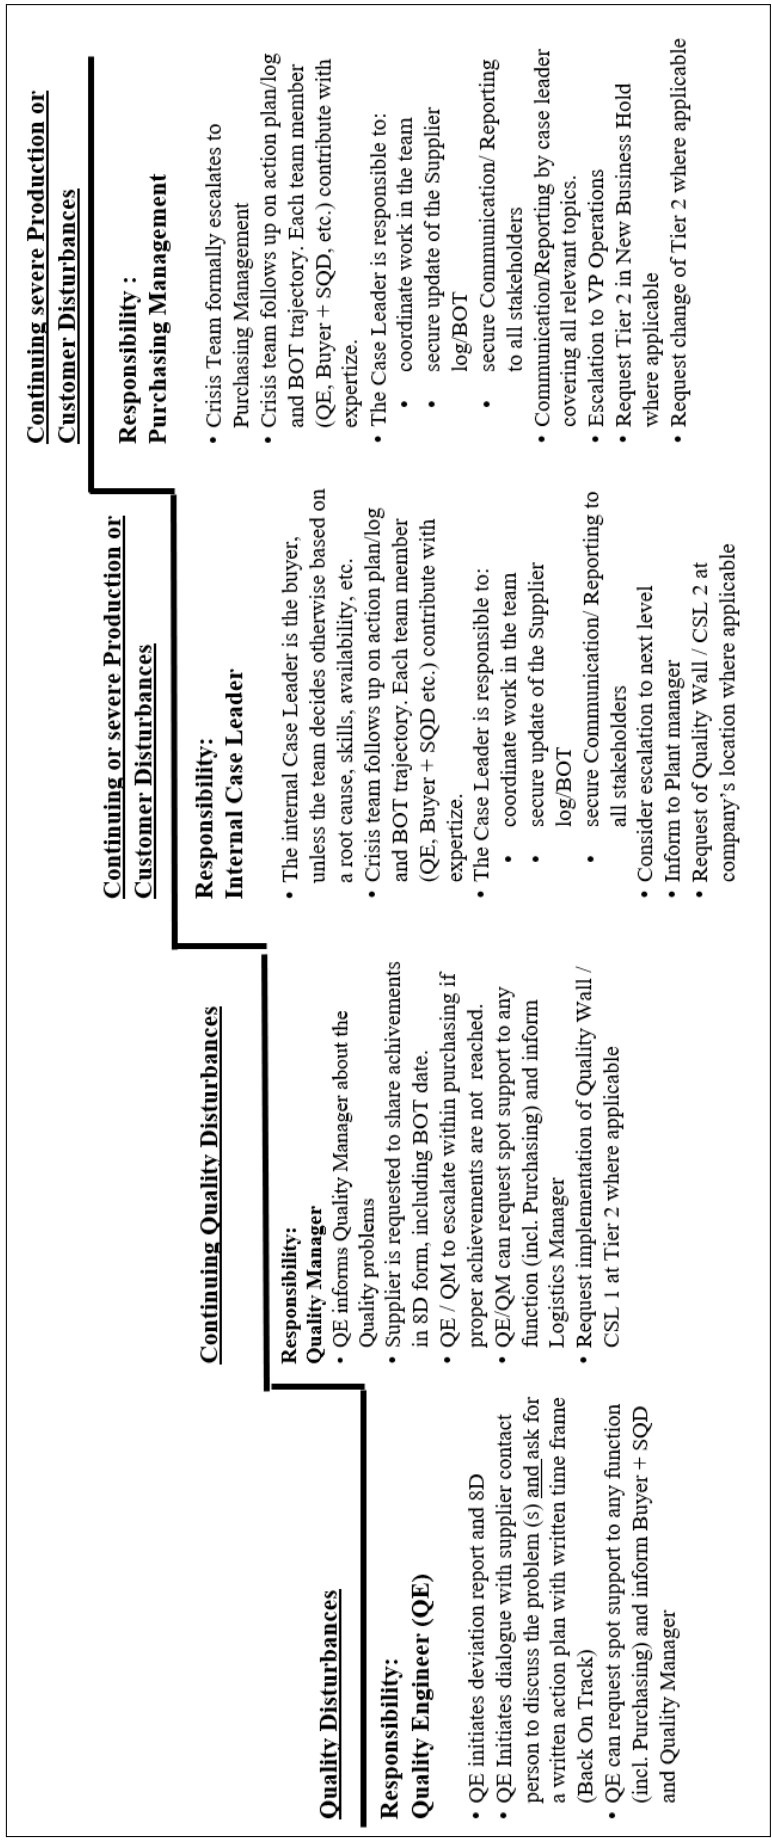 Quality Disturbances
Responsibility:
Quality Engineer (QE)
• QE initiates deviation report and 8D
• QE Initiates dialogue with supplier contact
person to discuss the problem (s) and ask for
a written action plan with written time frame
(Back On Track)
• QE can request spot support to any function
(incl. Purchasing) and inform Buyer + SQD
and Quality Manager
Continuing Quality Disturbances
Responsibility:
Quality Manager
• QE informs Quality Manager about the
Quality problems
• Supplier is requested to share achivements
in 8D form, including BOT date.
• QE / QM to escalate within purchasing if
proper achievements are not reached.
• QE/QM can request spot support to any
function (incl. Purchasing) and inform
Logistics Manager
• Request implementation of Quality Wall /
CSL 1 at Tier 2 where applicable
Continuing or severe Production or
Customer Disturbances
Responsibility:
Internal Case Leader
• The internal Case Leader is the buyer,
unless the team decides otherwise based on
a root cause, skills, availability, etc.
• Crisis team follows up on action plan/log
and BOT trajectory. Each team member
(QE, Buyer + SQD etc.) contribute with
expertize.
• The Case Leader is responsible to:
• coordinate work in the team
• secure update of the Supplier
log/BOT
• secure Communication/ Reporting to
all stakeholders
• Consider escalation to next level
• Inform to Plant manager
• Request of Quality Wall / CSL 2 at
company's location where applicable
Continuing severe Production or
Customer Disturbances
Responsibility :
Purchasing Management
• Crisis Team formally escalates to
Purchasing Management
• Crisis team follows up on action plan/log
and BOT trajectory. Each team member
(QE, Buyer + SQD, etc.) contribute with
expertize.
• The Case Leader is responsible to:
• coordinate work in the team
• secure update of the Supplier
log/BOT
• secure Communication/ Reporting
to all stakeholders
• Communication/Reporting by case leader
covering all relevant topics.
• Escalation to VP Operations
• Request Tier 2 in New Business Hold
where applicable
• Request change of Tier 2 where applicable